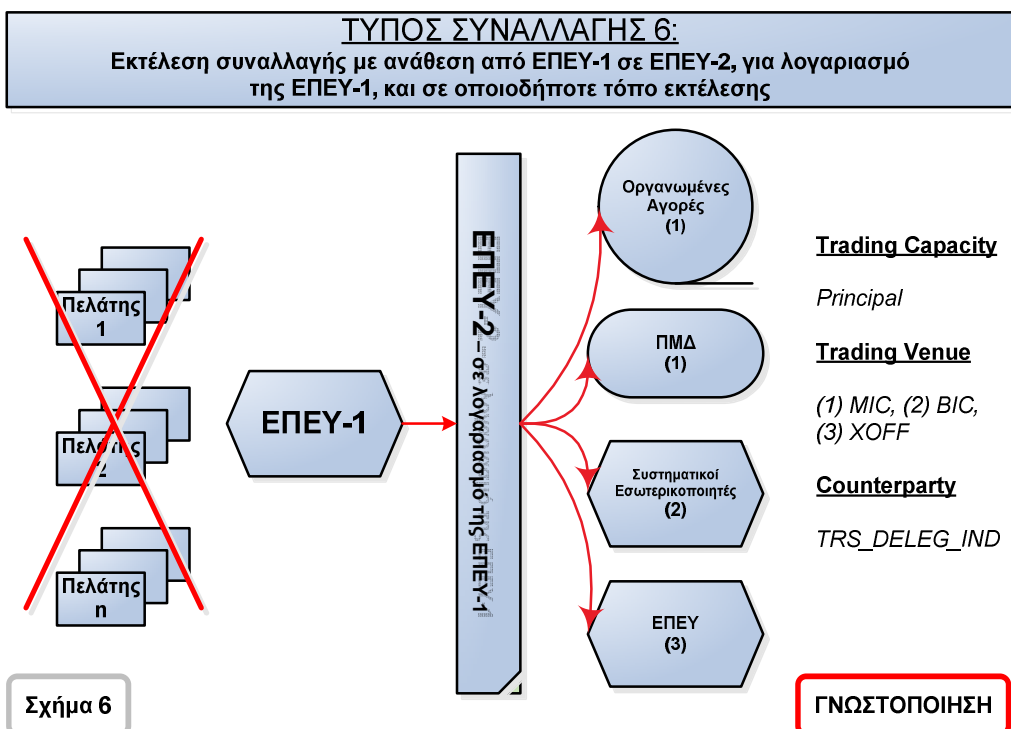 ΤΥΠΟΣ ΣΥΝΑΛΛΑΓΗΣ 6:
Εκτέλεση συναλλαγής με ανάθεση από ΕΠΕΥ-1 σε ΕΠΕΥ-2, για λογαριασμό
της ΕΠΕΥ-1, και σε οποιοδήποτε τόπο εκτέλεσης
Πελάτης
1
Πελάτης
2
Πελάτης
n
ΕΠΕΥ-1
ΕΠΕΥ-2 – σε λογαριασμό της ΕΠΕΥ-1
Οργανωμένες
Αγορές
(1)
ΠΜΔ
(1)
Συστηματικοί
Εσωτερικοποιητές
(2)
ΕΠΕΥ
(3)
Trading Capacity
Principal
Trading Venue
(1) MIC, (2) BIC,
(3) XOFF
Counterparty
TRS_DELEG_IND
Σχήμα 6
ΓΝΩΣΤΟΠΟΙΗΣΗ